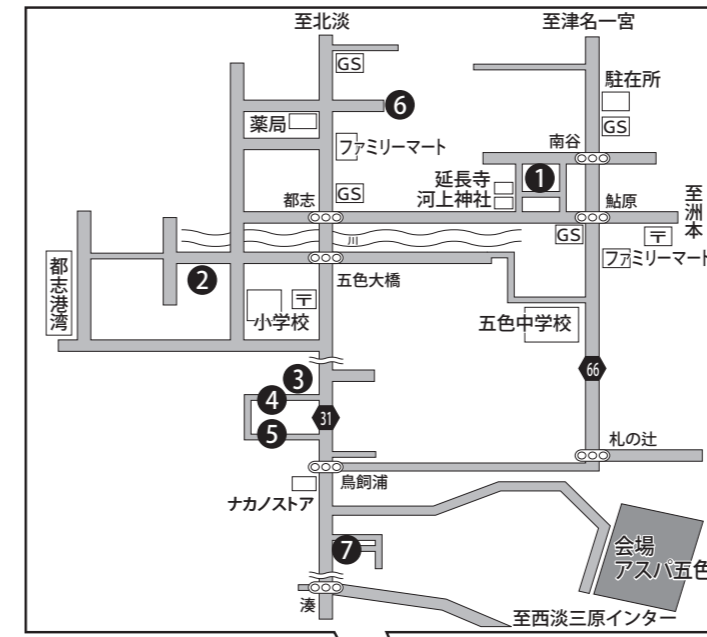 至北淡
至津名一宮
GS
駐在所
6
薬局
GS
ファミリーマート
南谷
延長寺
1
河上神社
都志
GS
鮎原
至洲本
GS
〒
川
ファミリーマート
都志港湾
2
五色大橋
〒
小学校
五色中学校
3
66
4
31
5
札の辻
鳥飼浦
ナカノストア
7
会場
アスパ五色
湊
至西淡三原インター